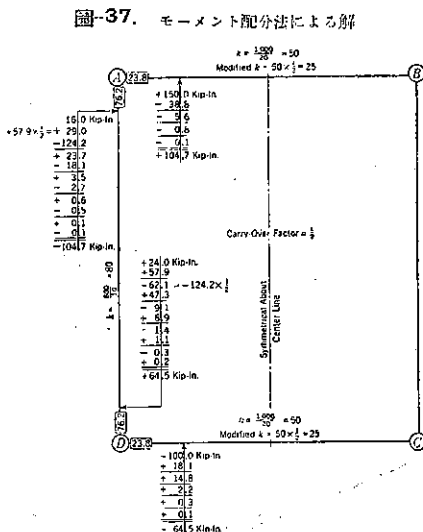 圖-37. モーメント配分法による解
k = 1,000/20 = 50
Modified k = 50 × 1/2 = 25
A
23.8
B
76.2
+150.0 Kip-In.
- 38.8
- 5.6
- 0.8
- 0.1
+104.7 Kip-In.
16.0 Kip-In.
+57.9 × 1/2 = + 29.0
-124.2
+ 23.7
- 18.1
+ 3.5
- 2.7
+ 0.6
- 0.5
+ 0.1
- 0.1
-104.7 Kip-In.
Carry-Over Factor = 1/2
Symmetrical About
Center Line
= 80
+24.0 Kip-In.
+57.9
-62.1 = -124.2 × 1/2
+47.3
- 9.1
+ 6.9
- 1.4
+ 1.1
- 0.3
+ 0.2
+64.5 Kip-In.
= 1,000/20 = 50
Modified k = 50 × 1/2 = 25
76.2
D
23.8
C
-100.0 Kip-In.
+ 18.1
+ 14.8
+ 2.2
+ 0.3
+ 0.1
- 64.5 Kip-In.